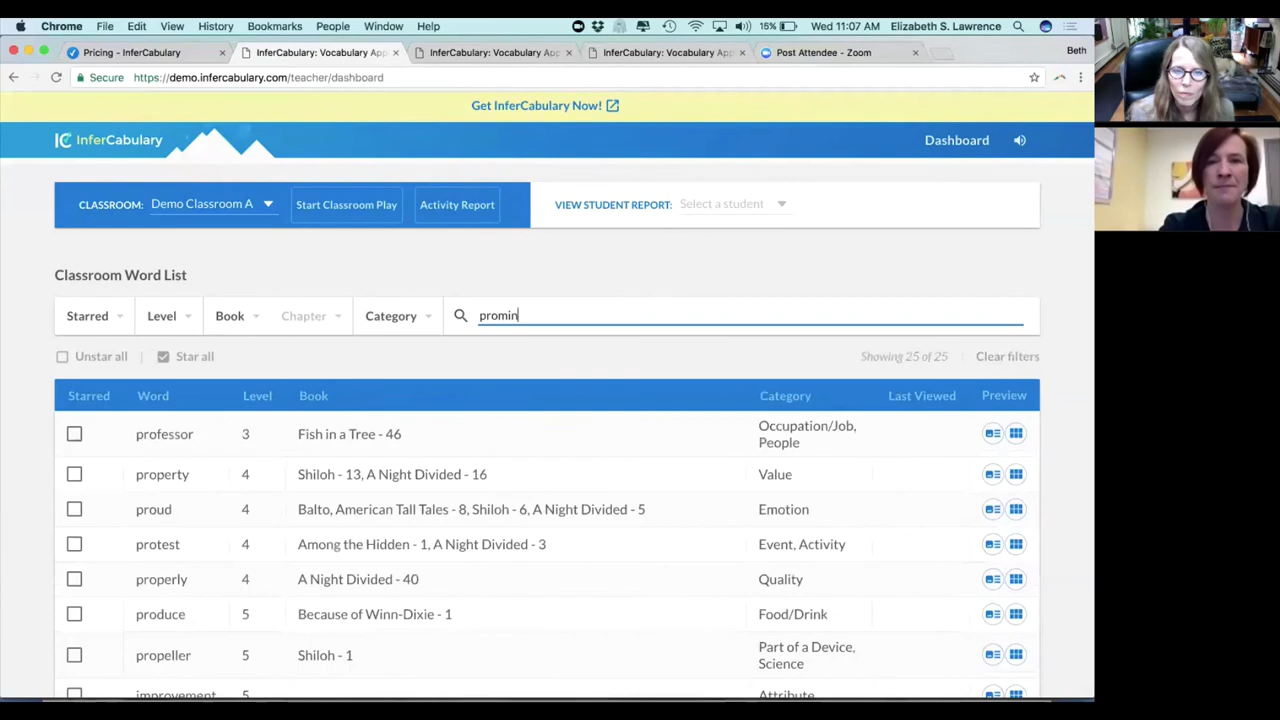 Chrome File Edit View History Bookmarks People Window Help 15% Wed 11:07 AM Elizabeth S. Lawrence
Pricing - InferCabulary × InferCabulary: Vocabulary App × InferCabulary: Vocabulary App × InferCabulary: Vocabulary App × Post Attendee - Zoom × Beth
Secure https://demo.infercabulary.com/teacher/dashboard
Get InferCabulary Now!
IC InferCabulary Dashboard
CLASSROOM: Demo Classroom A Start Classroom Play Activity Report VIEW STUDENT REPORT: Select a student
Classroom Word List
Starred Level Book Chapter Category promin
Unstar all Star all Showing 25 of 25 Clear filters
Starred Word Level Book Category Last Viewed Preview
professor 3 Fish in a Tree - 46 Occupation/Job,
People
property 4 Shiloh - 13, A Night Divided - 16 Value
proud 4 Balto, American Tall Tales - 8, Shiloh - 6, A Night Divided - 5 Emotion
protest 4 Among the Hidden - 1, A Night Divided - 3 Event, Activity
properly 4 A Night Divided - 40 Quality
produce 5 Because of Winn-Dixie - 1 Food/Drink
propeller 5 Shiloh - 1 Part of a Device,
Science
improvement 5 Attribute